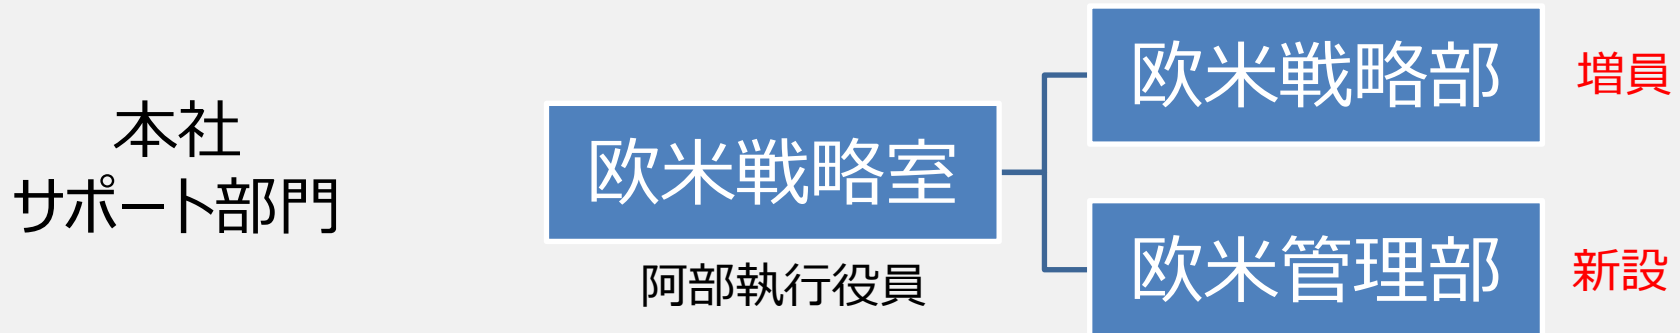 本社
サポート部門
欧米戦略室
阿部執行役員
欧米戦略部
増員
欧米管理部
新設